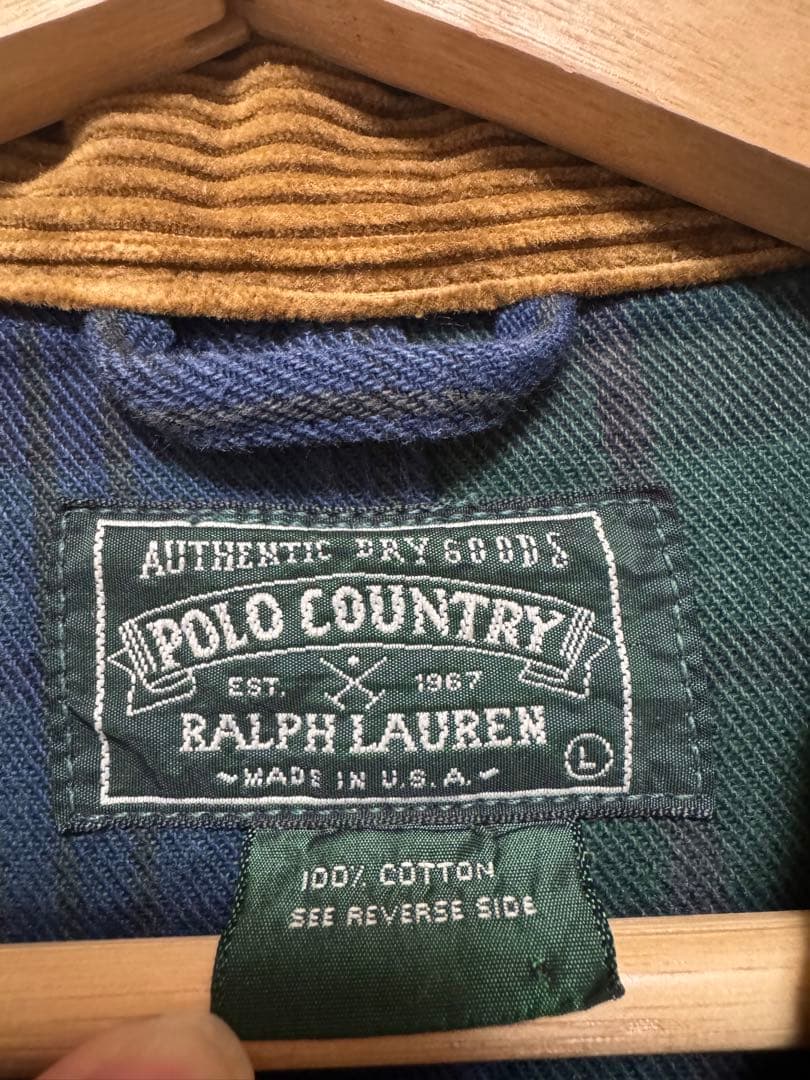 AUTHENTIC DRY GOODS
POLO COUNTRY
EST. 1967
RALPH LAUREN
~MADE IN U.S.A.~
L
100% COTTON
SEE REVERSE SIDE